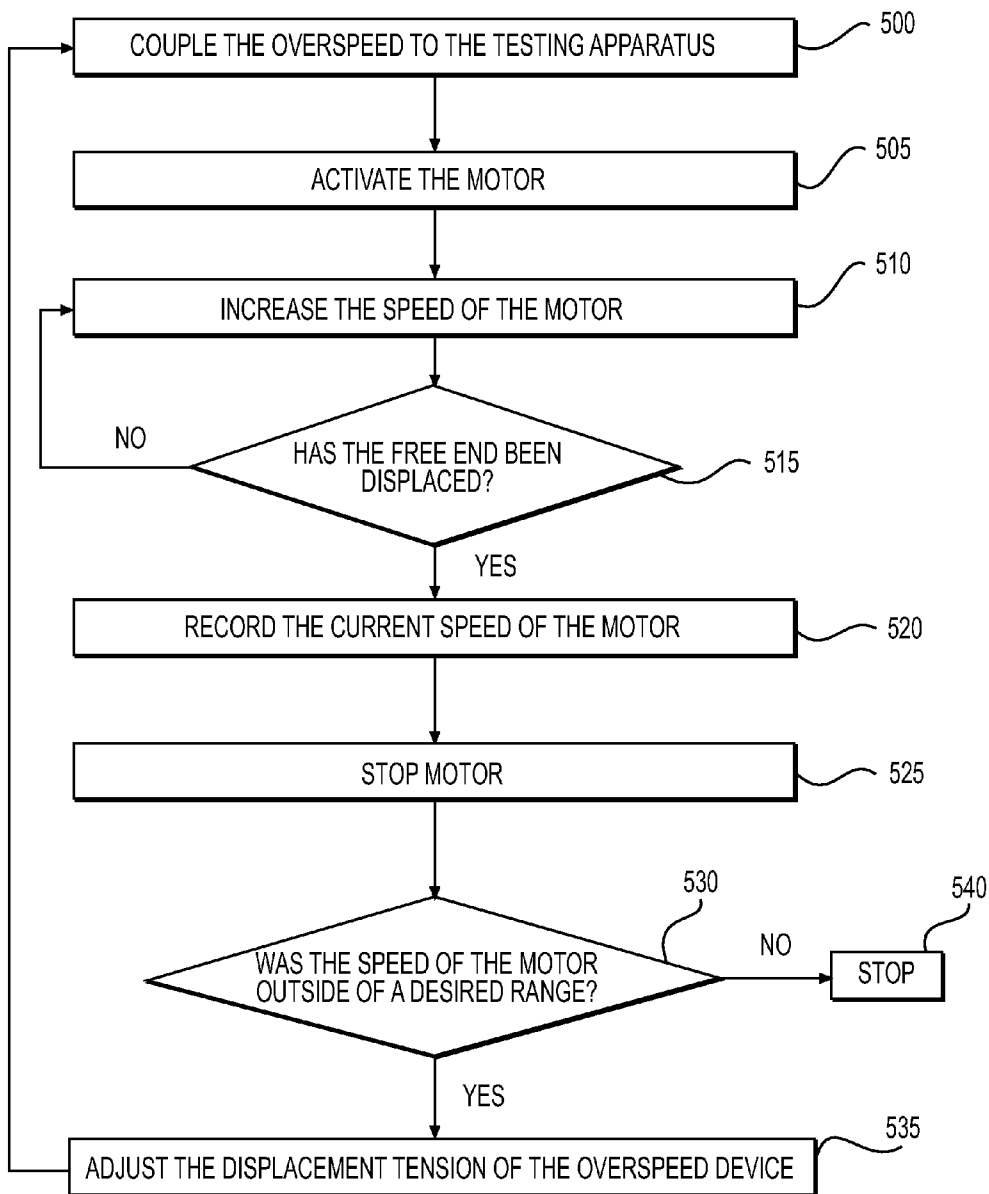 COUPLE THE OVERSPEED TO THE TESTING APPARATUS
500
ACTIVATE THE MOTOR
505
INCREASE THE SPEED OF THE MOTOR
510
NO
HAS THE FREE END BEEN
DISPLACED?
515
YES
RECORD THE CURRENT SPEED OF THE MOTOR
520
STOP MOTOR
525
530
WAS THE SPEED OF THE MOTOR
OUTSIDE OF A DESIRED RANGE?
NO
540
STOP
YES
535
ADJUST THE DISPLACEMENT TENSION OF THE OVERSPEED DEVICE